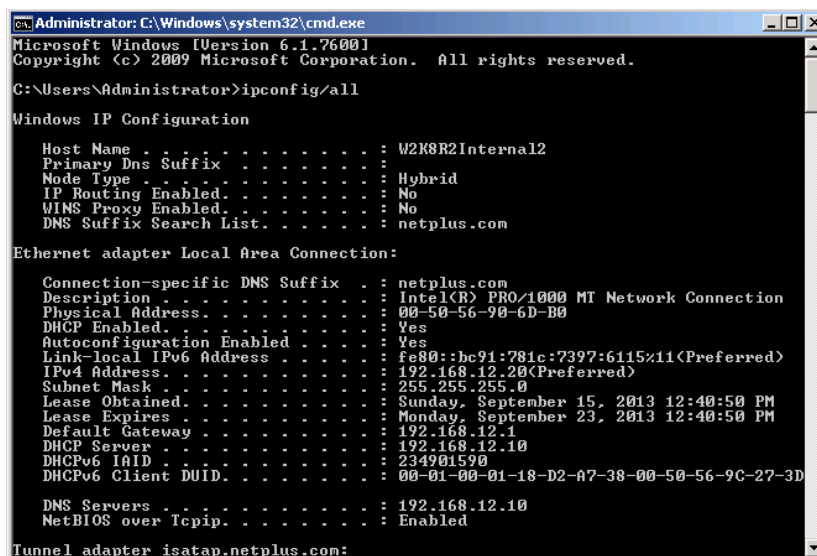 Administrator: C:\Windows\system32\cmd.exe
Microsoft Windows [Version 6.1.7600]
Copyright (c) 2009 Microsoft Corporation.  All rights reserved.
C:\Users\Administrator>ipconfig/all
Windows IP Configuration
   Host Name . . . . . . . . . . . . : W2K8R2Internal2
   Primary Dns Suffix  . . . . . . . :
   Node Type . . . . . . . . . . . . : Hybrid
   IP Routing Enabled. . . . . . . . : No
   WINS Proxy Enabled. . . . . . . . : No
   DNS Suffix Search List. . . . . . : netplus.com
Ethernet adapter Local Area Connection:
   Connection-specific DNS Suffix  . : netplus.com
   Description . . . . . . . . . . . : Intel(R) PRO/1000 MT Network Connection
   Physical Address. . . . . . . . . : 00-50-56-90-6D-B0
   DHCP Enabled. . . . . . . . . . . : Yes
   Autoconfiguration Enabled . . . . : Yes
   Link-local IPv6 Address . . . . . : fe80::bc91:781c:7397:6115%11(Preferred)
   IPv4 Address. . . . . . . . . . . : 192.168.12.20(Preferred)
   Subnet Mask . . . . . . . . . . . : 255.255.255.0
   Lease Obtained. . . . . . . . . . : Sunday, September 15, 2013 12:40:50 PM
   Lease Expires . . . . . . . . . . : Monday, September 23, 2013 12:40:50 PM
   Default Gateway . . . . . . . . . : 192.168.12.1
   DHCP Server . . . . . . . . . . . : 192.168.12.10
   DHCPv6 IAID . . . . . . . . . . . : 234901590
   DHCPv6 Client DUID. . . . . . . . : 00-01-00-01-18-D2-A7-38-00-50-56-9C-27-3D
   DNS Servers . . . . . . . . . . . : 192.168.12.10
   NetBIOS over Tcpip. . . . . . . . : Enabled
Tunnel adapter isatap.netplus.com: